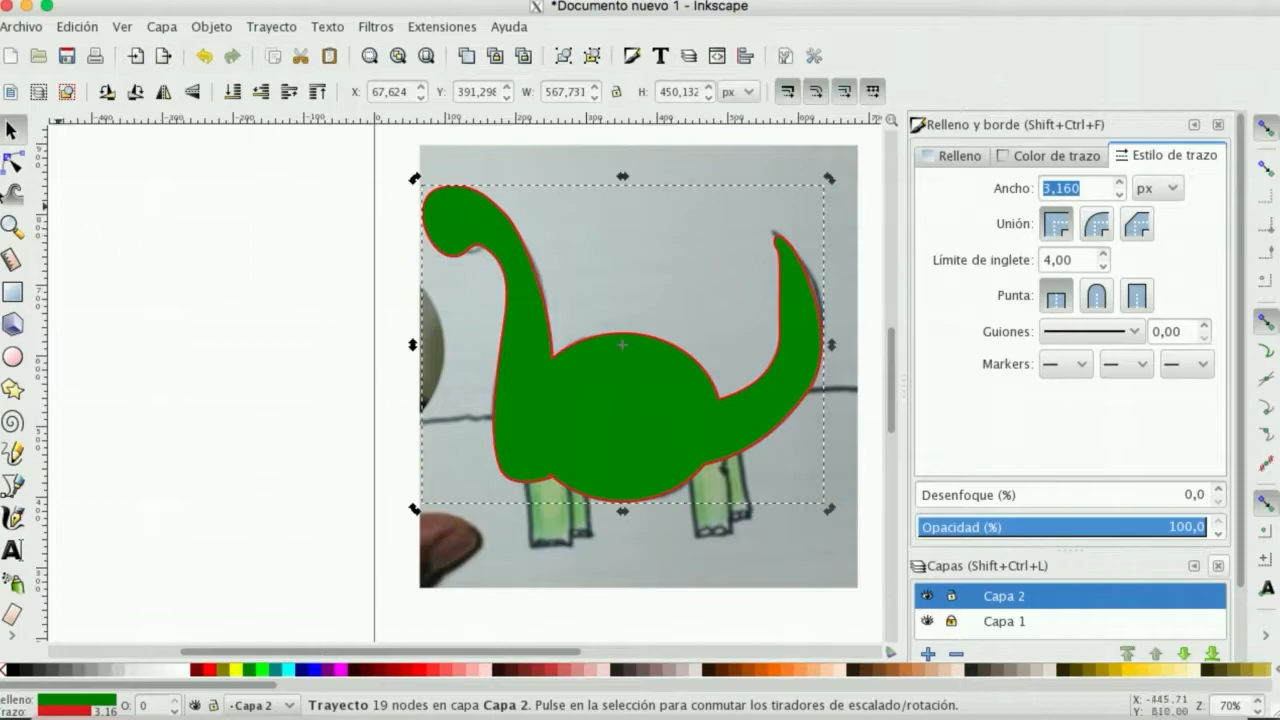 *Documento nuevo 1 - Inkscape
Archivo Edición Ver Capa Objeto Trayecto Texto Filtros Extensiones Ayuda
X: 67,624 Y: 391,298 W: 567,731 H: 450,132 px
Relleno y borde (Shift+Ctrl+F)
Relleno Color de trazo Estilo de trazo
Ancho: 3,160 px
Unión:
Límite de inglete: 4,00
Punta:
Guiones: 0,00
Markers:
Desenfoque (%) 0,0
Opacidad (%) 100,0
Capas (Shift+Ctrl+L)
Capa 2
Capa 1
elleno:
razo: 3.16
O: 0
Capa 2
Trayecto 19 nodes en capa Capa 2. Pulse en la selección para conmutar los tiradores de escalado/rotación.
X: -445,71
Y: 810,00
Z: 70%